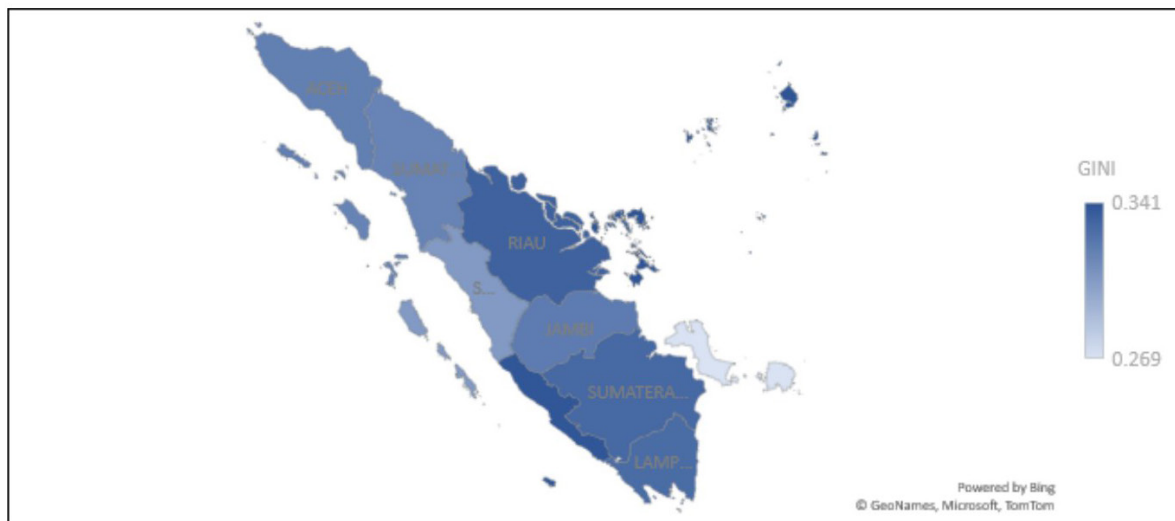 ACEH
GINI
0.341
RIAU
S...
JAMBI
0.269
SUMATERA...
LAMP...
Powered by Bing
© GeoNames, Microsoft, TomTom